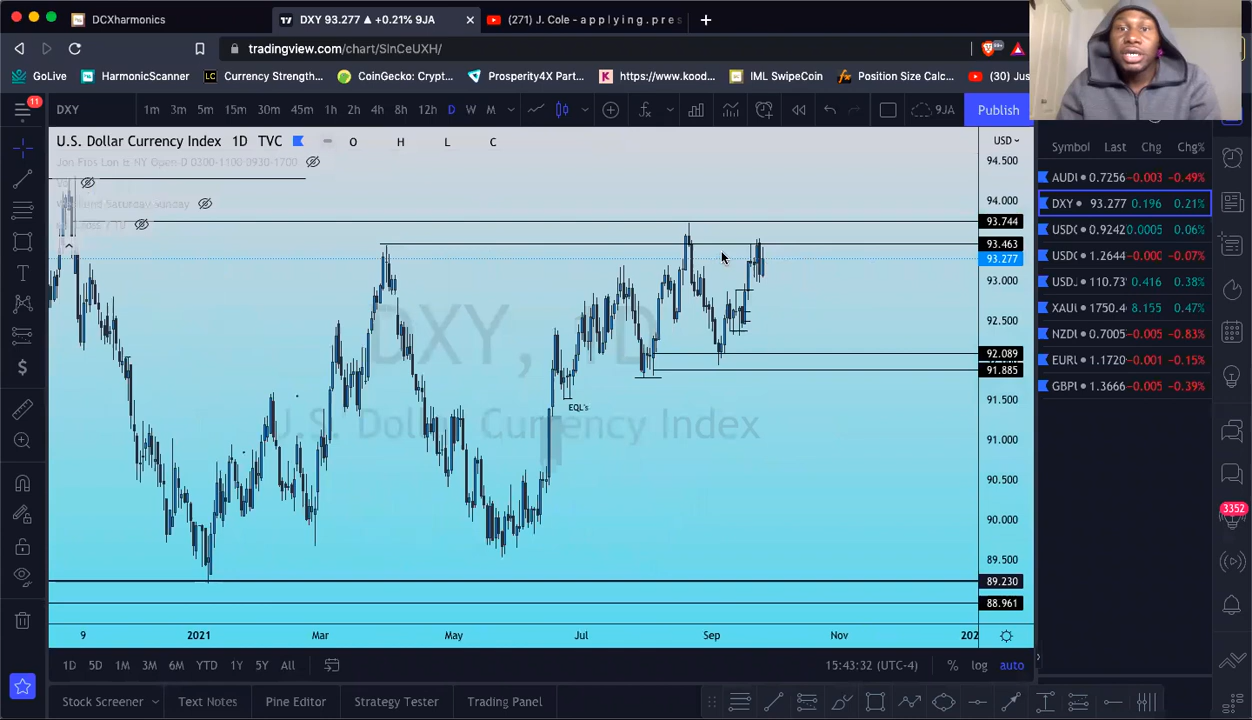 DCXharmonics
DXY 93.277 ▲ +0.21% 9JA
(271) J. Cole - a p p l y i n g . p r e s
tradingview.com/chart/SInCeUXH/
GoLive
HarmonicScanner
Currency Strength...
CoinGecko: Crypt...
Prosperity4X Part...
https://www.kood...
IML SwipeCoin
Position Size Calc...
(30) Jus
11
DXY
1m 3m 5m 15m 30m 45m 1h 2h 4h 8h 12h D W M
9JA
Publish
U.S. Dollar Currency Index 1D TVC
O H L C
USD
Symbol Last Chg Chg%
AUDU 0.7256 -0.003 -0.49%
DXY 93.277 0.196 0.21%
USDC 0.9242 0.0005 0.06%
USDC 1.2644 -0.000 -0.07%
USDJ 110.73 0.416 0.38%
XAUU 1750.4 8.155 0.47%
NZDU 0.7005 -0.005 -0.83%
EURU 1.1720 -0.001 -0.15%
GBPU 1.3666 -0.005 -0.39%
94.500
94.000
93.744
93.463
93.277
93.000
92.500
92.089
91.885
91.500
91.000
90.500
90.000
89.500
89.230
88.961
EQL's
DXY, 1D
U.S. Dollar Currency Index
9 2021 Mar May Jul Sep Nov 202
3352
1D 5D 1M 3M 6M YTD 1Y 5Y All
15:43:32 (UTC-4)
% log auto
Stock Screener
Text Notes
Pine Editor
Strategy Tester
Trading Panel